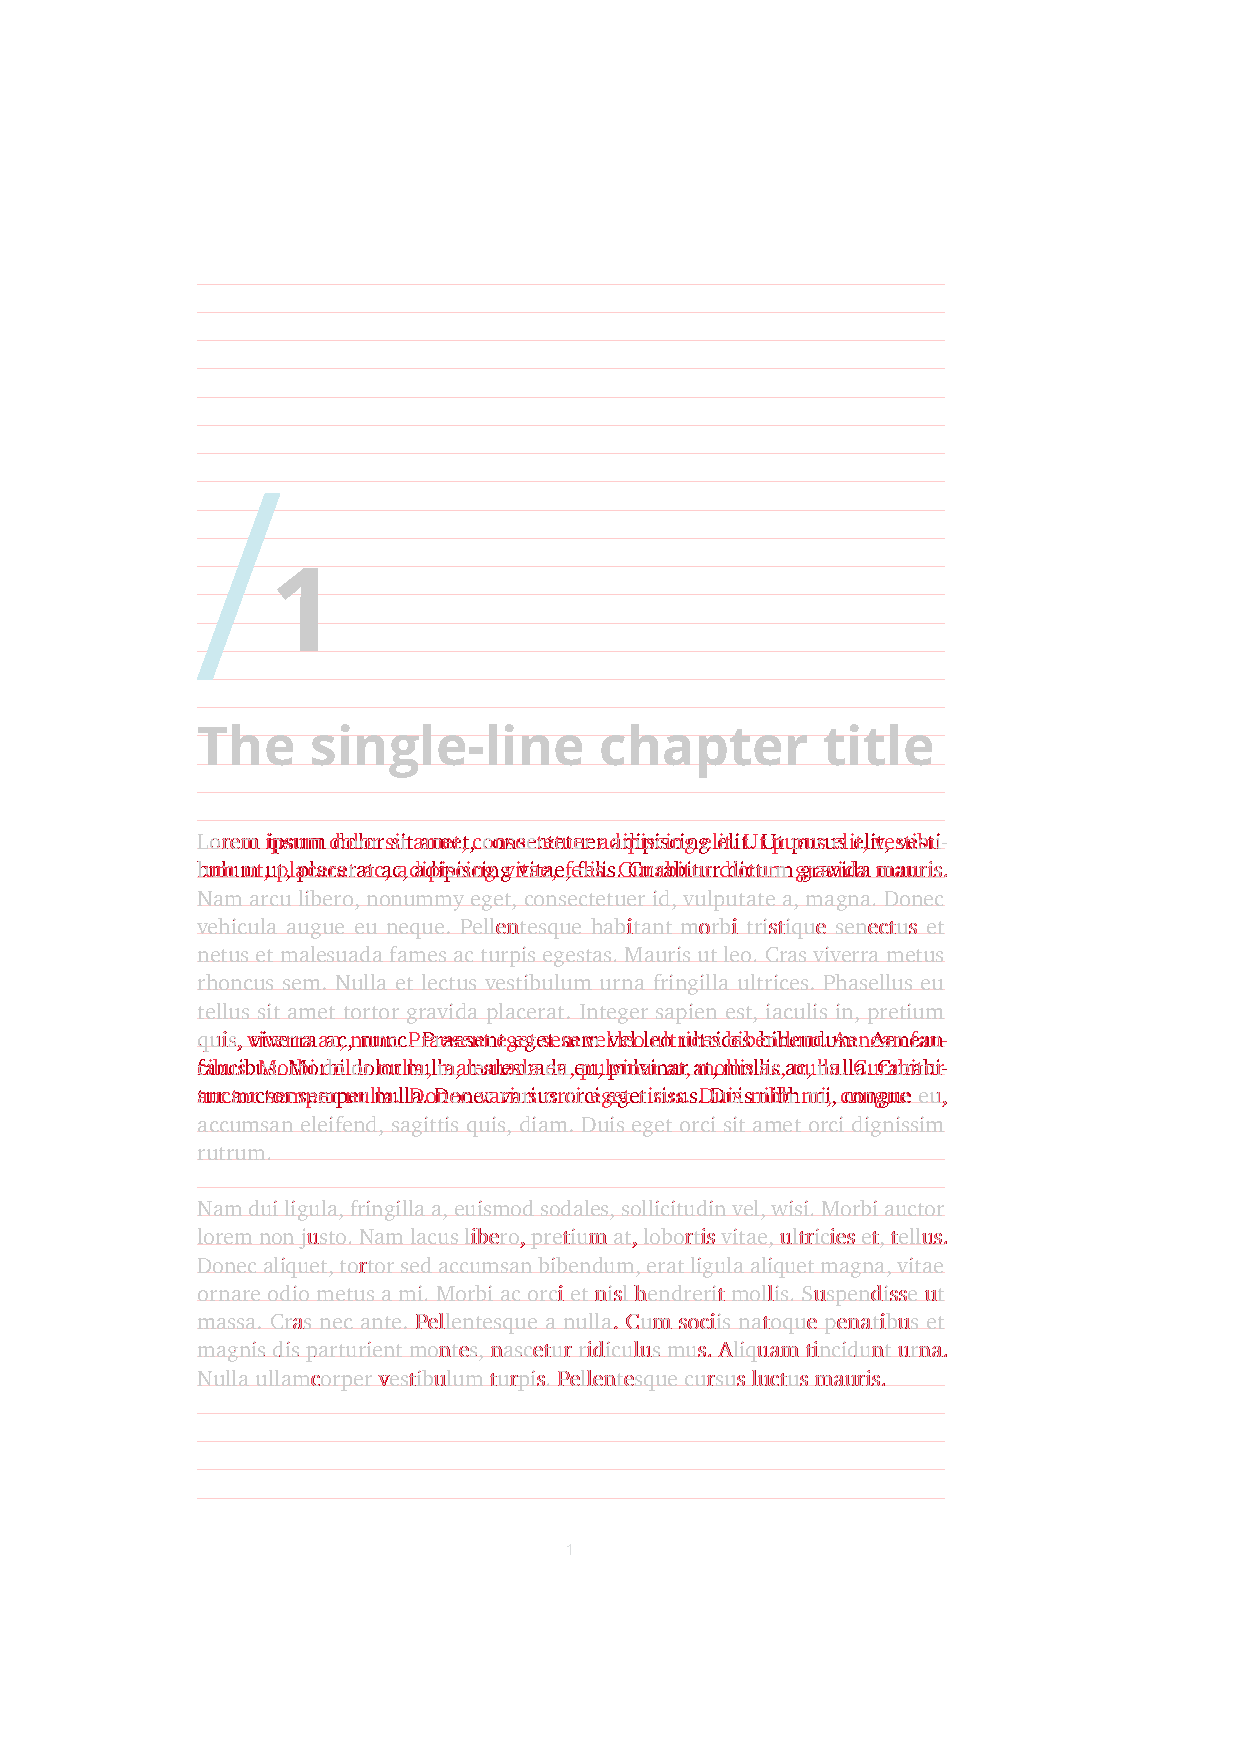 /1
The single-line chapter title
Lorem ipsum dolor sit amet, consectetuer adipiscing elit. Ut purus elit, vesti-
bulum ut, placerat ac, adipiscing vitae, felis. Curabitur dictum gravida mauris.
Nam arcu libero, nonummy eget, consectetuer id, vulputate a, magna. Donec
vehicula augue eu neque. Pellentesque habitant morbi tristique senectus et
netus et malesuada fames ac turpis egestas. Mauris ut leo. Cras viverra metus
rhoncus sem. Nulla et lectus vestibulum urna fringilla ultrices. Phasellus eu
tellus sit amet tortor gravida placerat. Integer sapien est, iaculis in, pretium
quis, viverra ac, nunc. Praesent eget sem vel leo ultrices bibendum. Aenean
faucibus. Morbi dolor nulla, malesuada eu, pulvinar at, mollis ac, nulla. Curabi-
tur auctor semper nulla. Donec varius orci eget risus. Duis nibh mi, congue eu,
accumsan eleifend, sagittis quis, diam. Duis eget orci sit amet orci dignissim
rutrum.
Nam dui ligula, fringilla a, euismod sodales, sollicitudin vel, wisi. Morbi auctor
lorem non justo. Nam lacus libero, pretium at, lobortis vitae, ultricies et, tellus.
Donec aliquet, tortor sed accumsan bibendum, erat ligula aliquet magna, vitae
ornare odio metus a mi. Morbi ac orci et nisl hendrerit mollis. Suspendisse ut
massa. Cras nec ante. Pellentesque a nulla. Cum sociis natoque penatibus et
magnis dis parturient montes, nascetur ridiculus mus. Aliquam tincidunt urna.
Nulla ullamcorper vestibulum turpis. Pellentesque cursus luctus mauris.
1